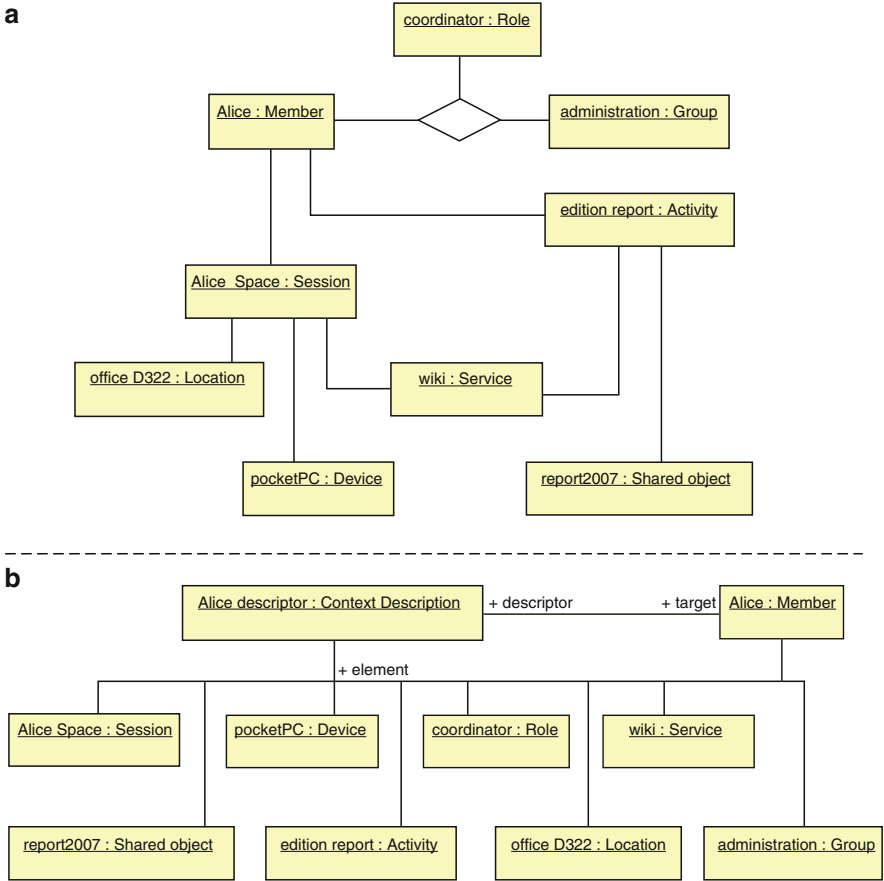 a
coordinator : Role
Alice : Member
administration : Group
edition report : Activity
Alice Space : Session
office D322 : Location
wiki : Service
pocketPC : Device
report2007 : Shared object
b
Alice descriptor : Context Description
+ descriptor
+ target
Alice : Member
+ element
Alice Space : Session
pocketPC : Device
coordinator : Role
wiki : Service
report2007 : Shared object
edition report : Activity
office D322 : Location
administration : Group